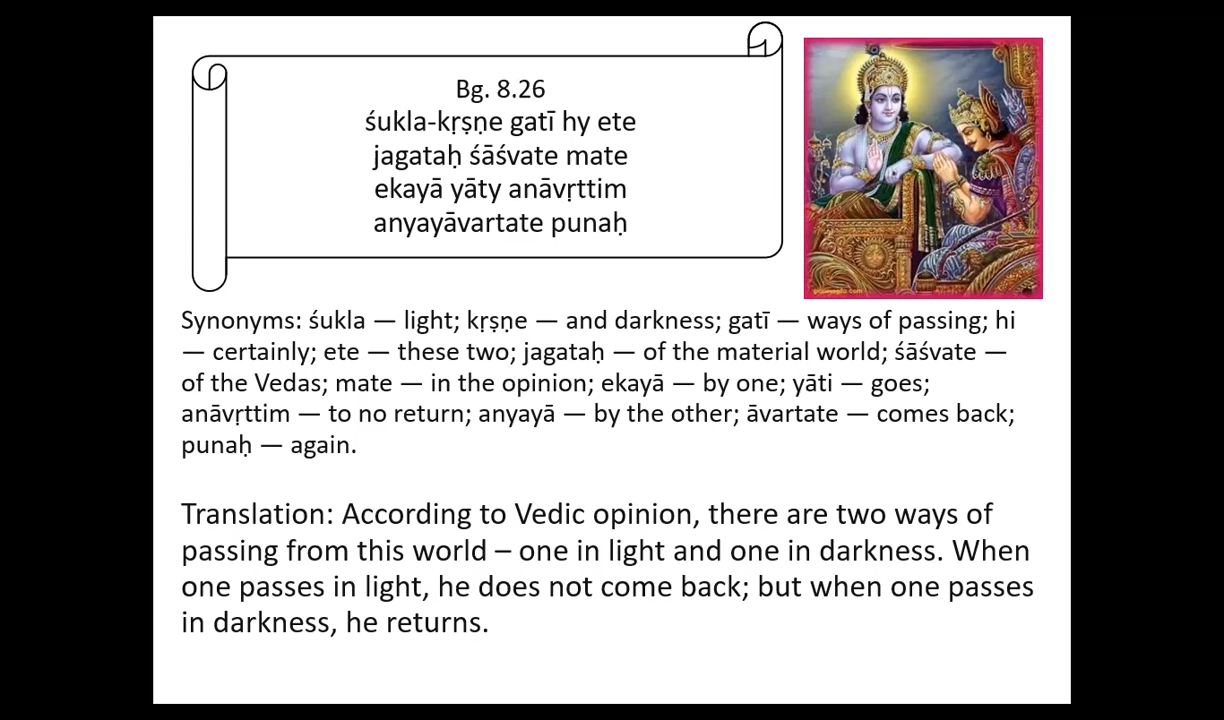 Bg. 8.26
śukla-kṛṣṇe gatī hy ete
jagataḥ śāśvate mate
ekayā yāty anāvṛttim
anyayāvartate punaḥ
Synonyms: śukla — light; kṛṣṇe — and darkness; gatī — ways of passing; hi
— certainly; ete — these two; jagataḥ — of the material world; śāśvate —
of the Vedas; mate — in the opinion; ekayā — by one; yāti — goes;
anāvṛttim — to no return; anyayā — by the other; āvartate — comes back;
punaḥ — again.
Translation: According to Vedic opinion, there are two ways of
passing from this world – one in light and one in darkness. When
one passes in light, he does not come back; but when one passes
in darkness, he returns.